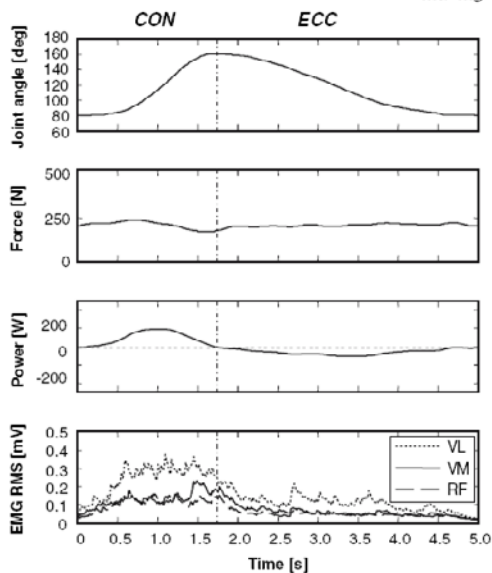 CON ECC
Joint angle [deg]
180
160
140
120
100
80
60
Force [N]
500
250
0
Power [W]
200
0
-200
EMG RMS [mV]
0.5
0.4
0.3
0.2
0.1
0
VL
VM
RF
0.0 0.5 1.0 1.5 2.0 2.5 3.0 3.5 4.0 4.5 5.0
Time [s]